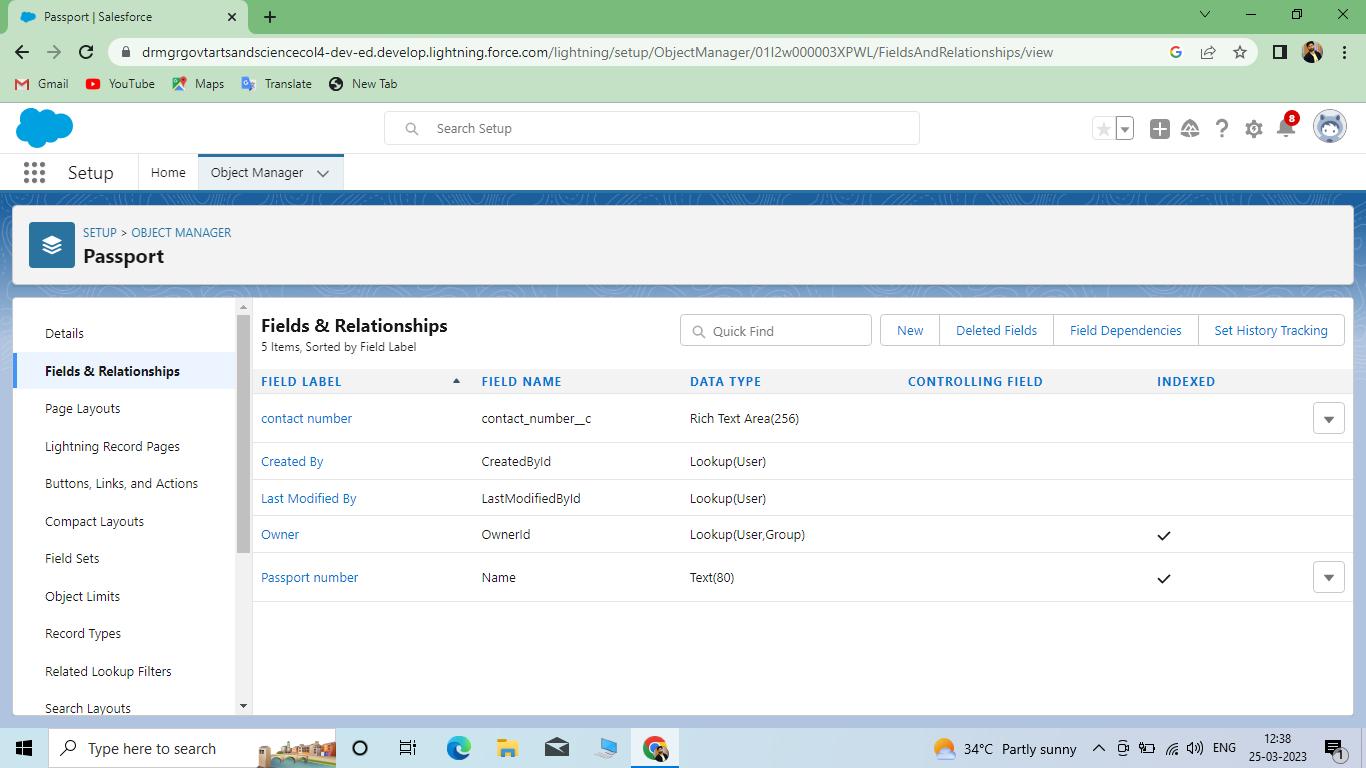 Passport | Salesforce
drmgrgovtartsandsciencecol4-dev-ed.develop.lightning.force.com/lightning/setup/ObjectManager/01I2w000003XPWL/FieldsAndRelationships/view
Gmail YouTube Maps Translate New Tab
Search Setup
8
Setup Home Object Manager
SETUP > OBJECT MANAGER
Passport
Details
Fields & Relationships
Page Layouts
Lightning Record Pages
Buttons, Links, and Actions
Compact Layouts
Field Sets
Object Limits
Record Types
Related Lookup Filters
Search Layouts
Fields & Relationships
5 Items, Sorted by Field Label
Quick Find
New Deleted Fields Field Dependencies Set History Tracking
FIELD LABEL FIELD NAME DATA TYPE CONTROLLING FIELD INDEXED
contact number contact_number__c Rich Text Area(256)
Created By CreatedById Lookup(User)
Last Modified By LastModifiedById Lookup(User)
Owner OwnerId Lookup(User,Group)
Passport number Name Text(80)
Type here to search
34°C Partly sunny
ENG
12:38
25-03-2023
1